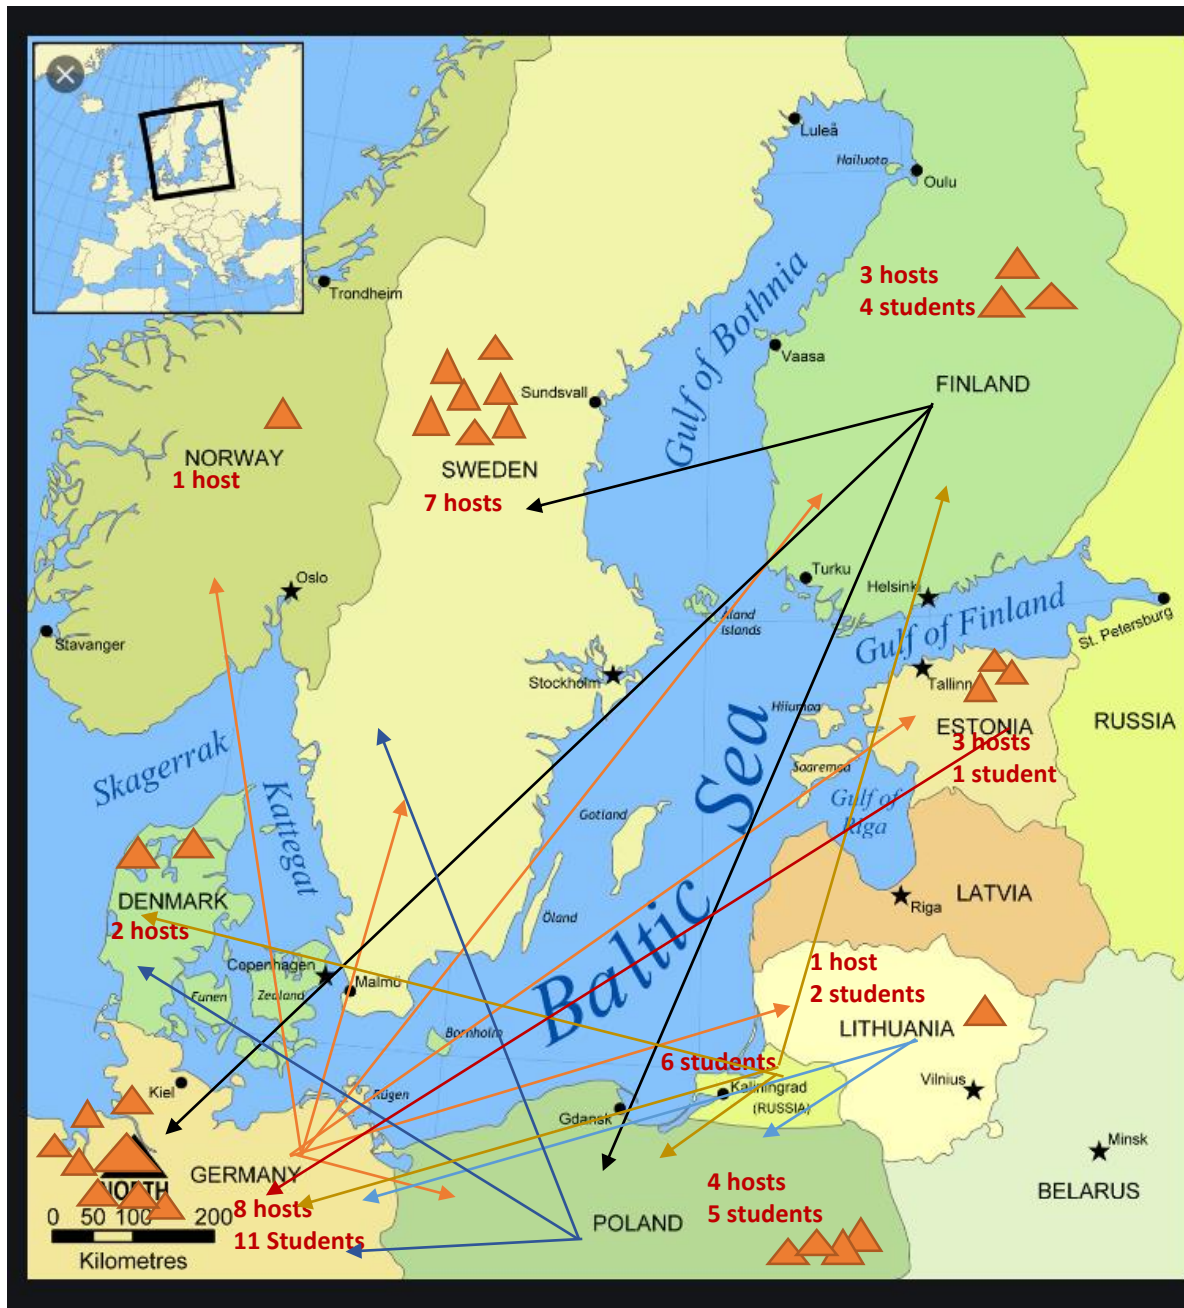 Luleå
Hailuoto
Oulu
Trondheim
Gulf of Bothnia
3 hosts
4 students
Vaasa
FINLAND
Sundsvall
NORWAY
1 host
SWEDEN
7 hosts
Oslo
Turku
Helsinki
Åland
Islands
Gulf of Finland
St. Petersburg
Stavanger
Stockholm
Tallinn
Hiiumaa
ESTONIA
RUSSIA
3 hosts
1 student
Skagerrak
Kattegat
Saaremaa
Gulf of
Riga
Gotland
Baltic Sea
DENMARK
2 hosts
LATVIA
Riga
Öland
Copenhagen
Malmö
Funen
Zealand
1 host
2 students
LITHUANIA
Bornholm
6 students
Kiel
Rügen
Kaliningrad
(RUSSIA)
Vilnius
Gdansk
Minsk
GERMANY
NORTH
8 hosts
11 Students
4 hosts
5 students
POLAND
BELARUS
0 50 100 200
Kilometres